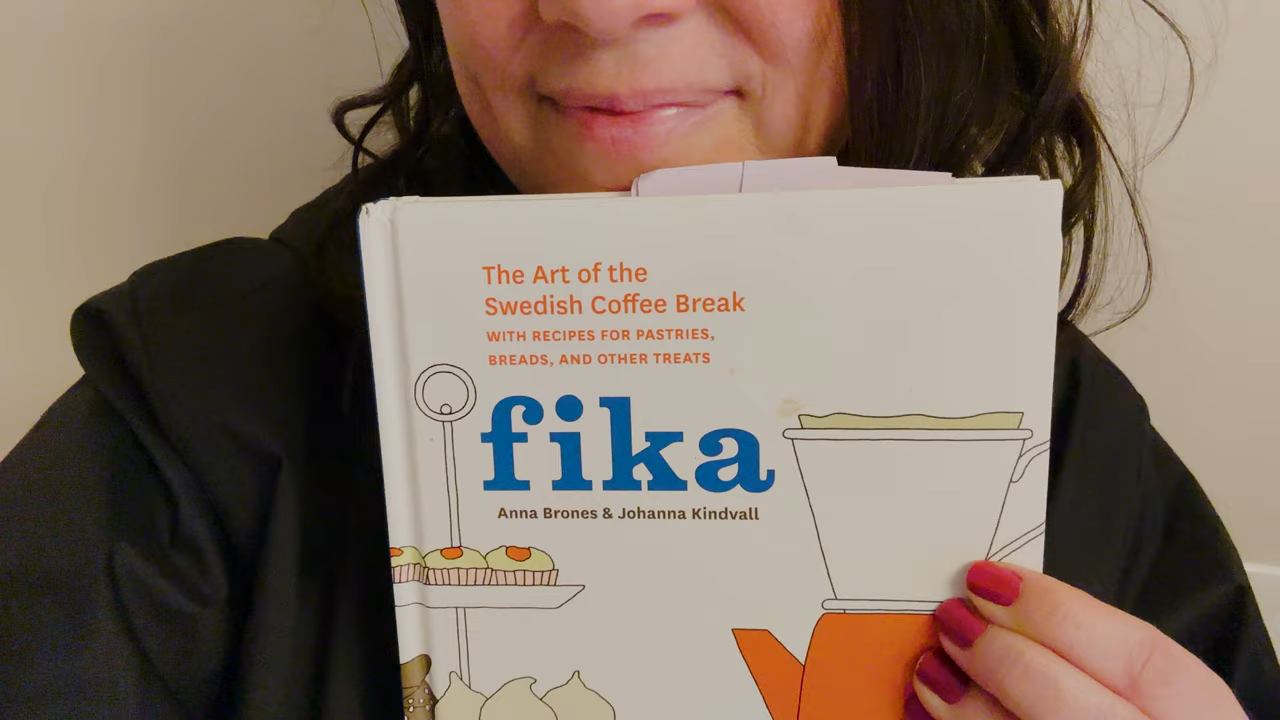 The Art of the
Swedish Coffee Break
WITH RECIPES FOR PASTRIES,
BREADS, AND OTHER TREATS
fika
Anna Brones & Johanna Kindvall